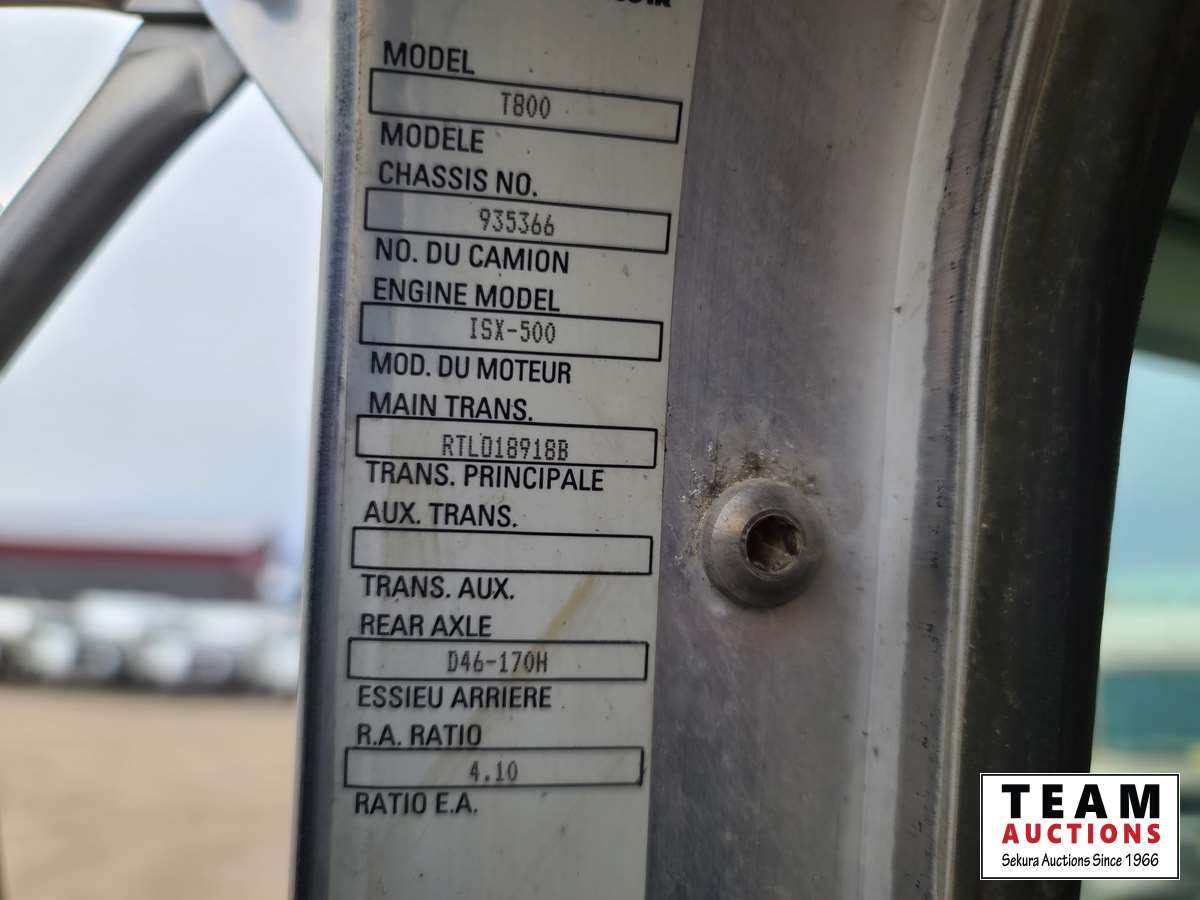 MODEL
T800
MODÈLE
CHASSIS NO.
935366
NO. DU CAMION
ENGINE MODEL
ISX-500
MOD. DU MOTEUR
MAIN TRANS.
RTLO18918B
TRANS. PRINCIPALE
AUX. TRANS.
TRANS. AUX.
REAR AXLE
D46-170H
ESSIEU ARRIERE
R.A. RATIO
4.10
RATIO E.A.
TEAM
AUCTIONS
Sekura Auctions Since 1966